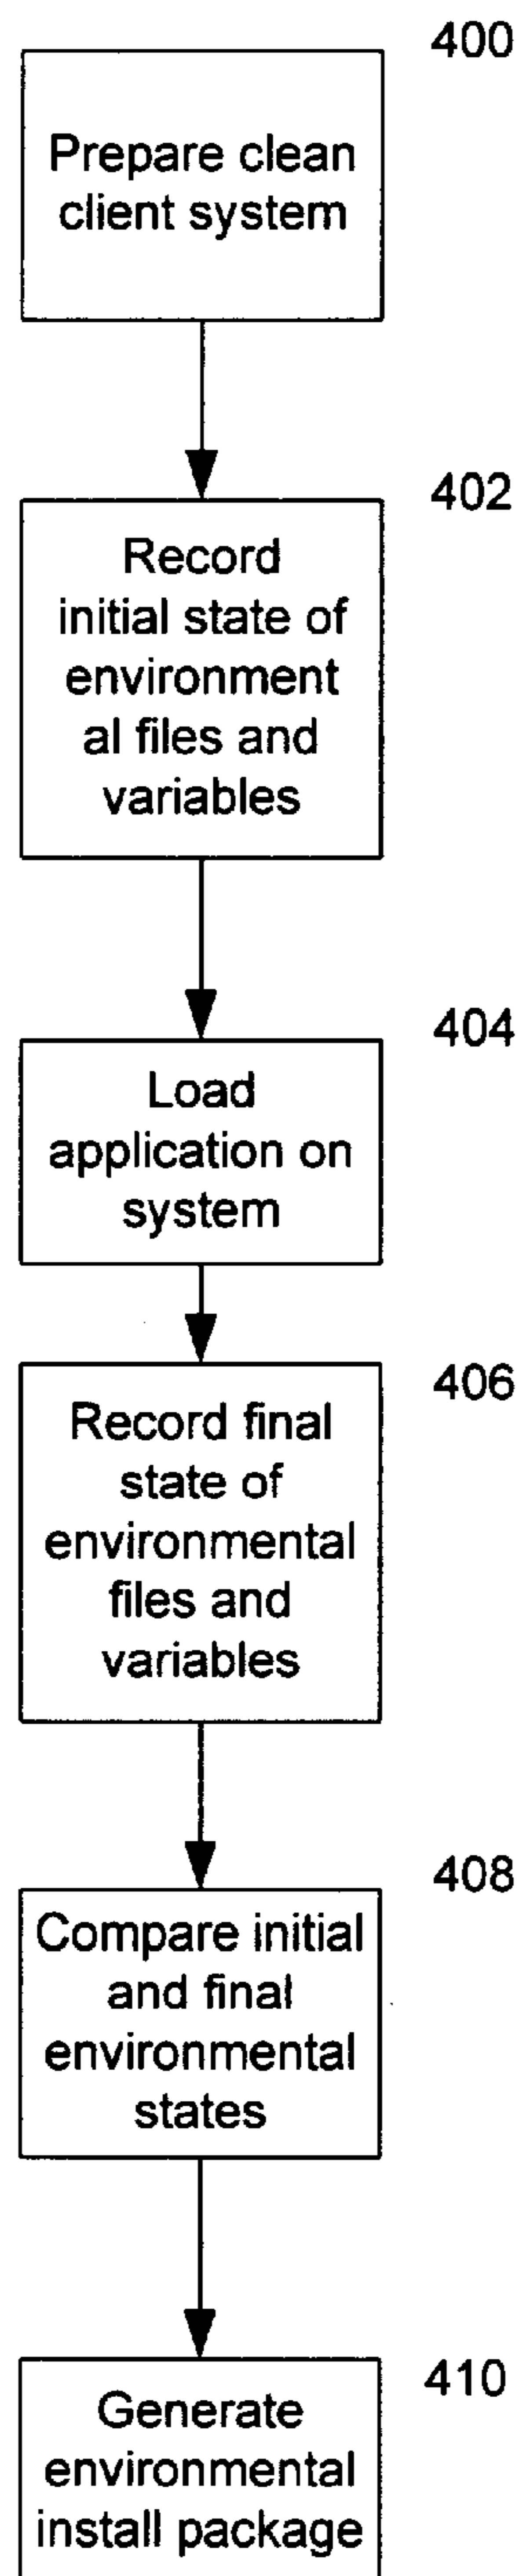 400
Prepare clean
client system
402
Record
initial state of
environment
al files and
variables
404
Load
application on
system
406
Record final
state of
environmental
files and
variables
408
Compare initial
and final
environmental
states
410
Generate
environmental
install package